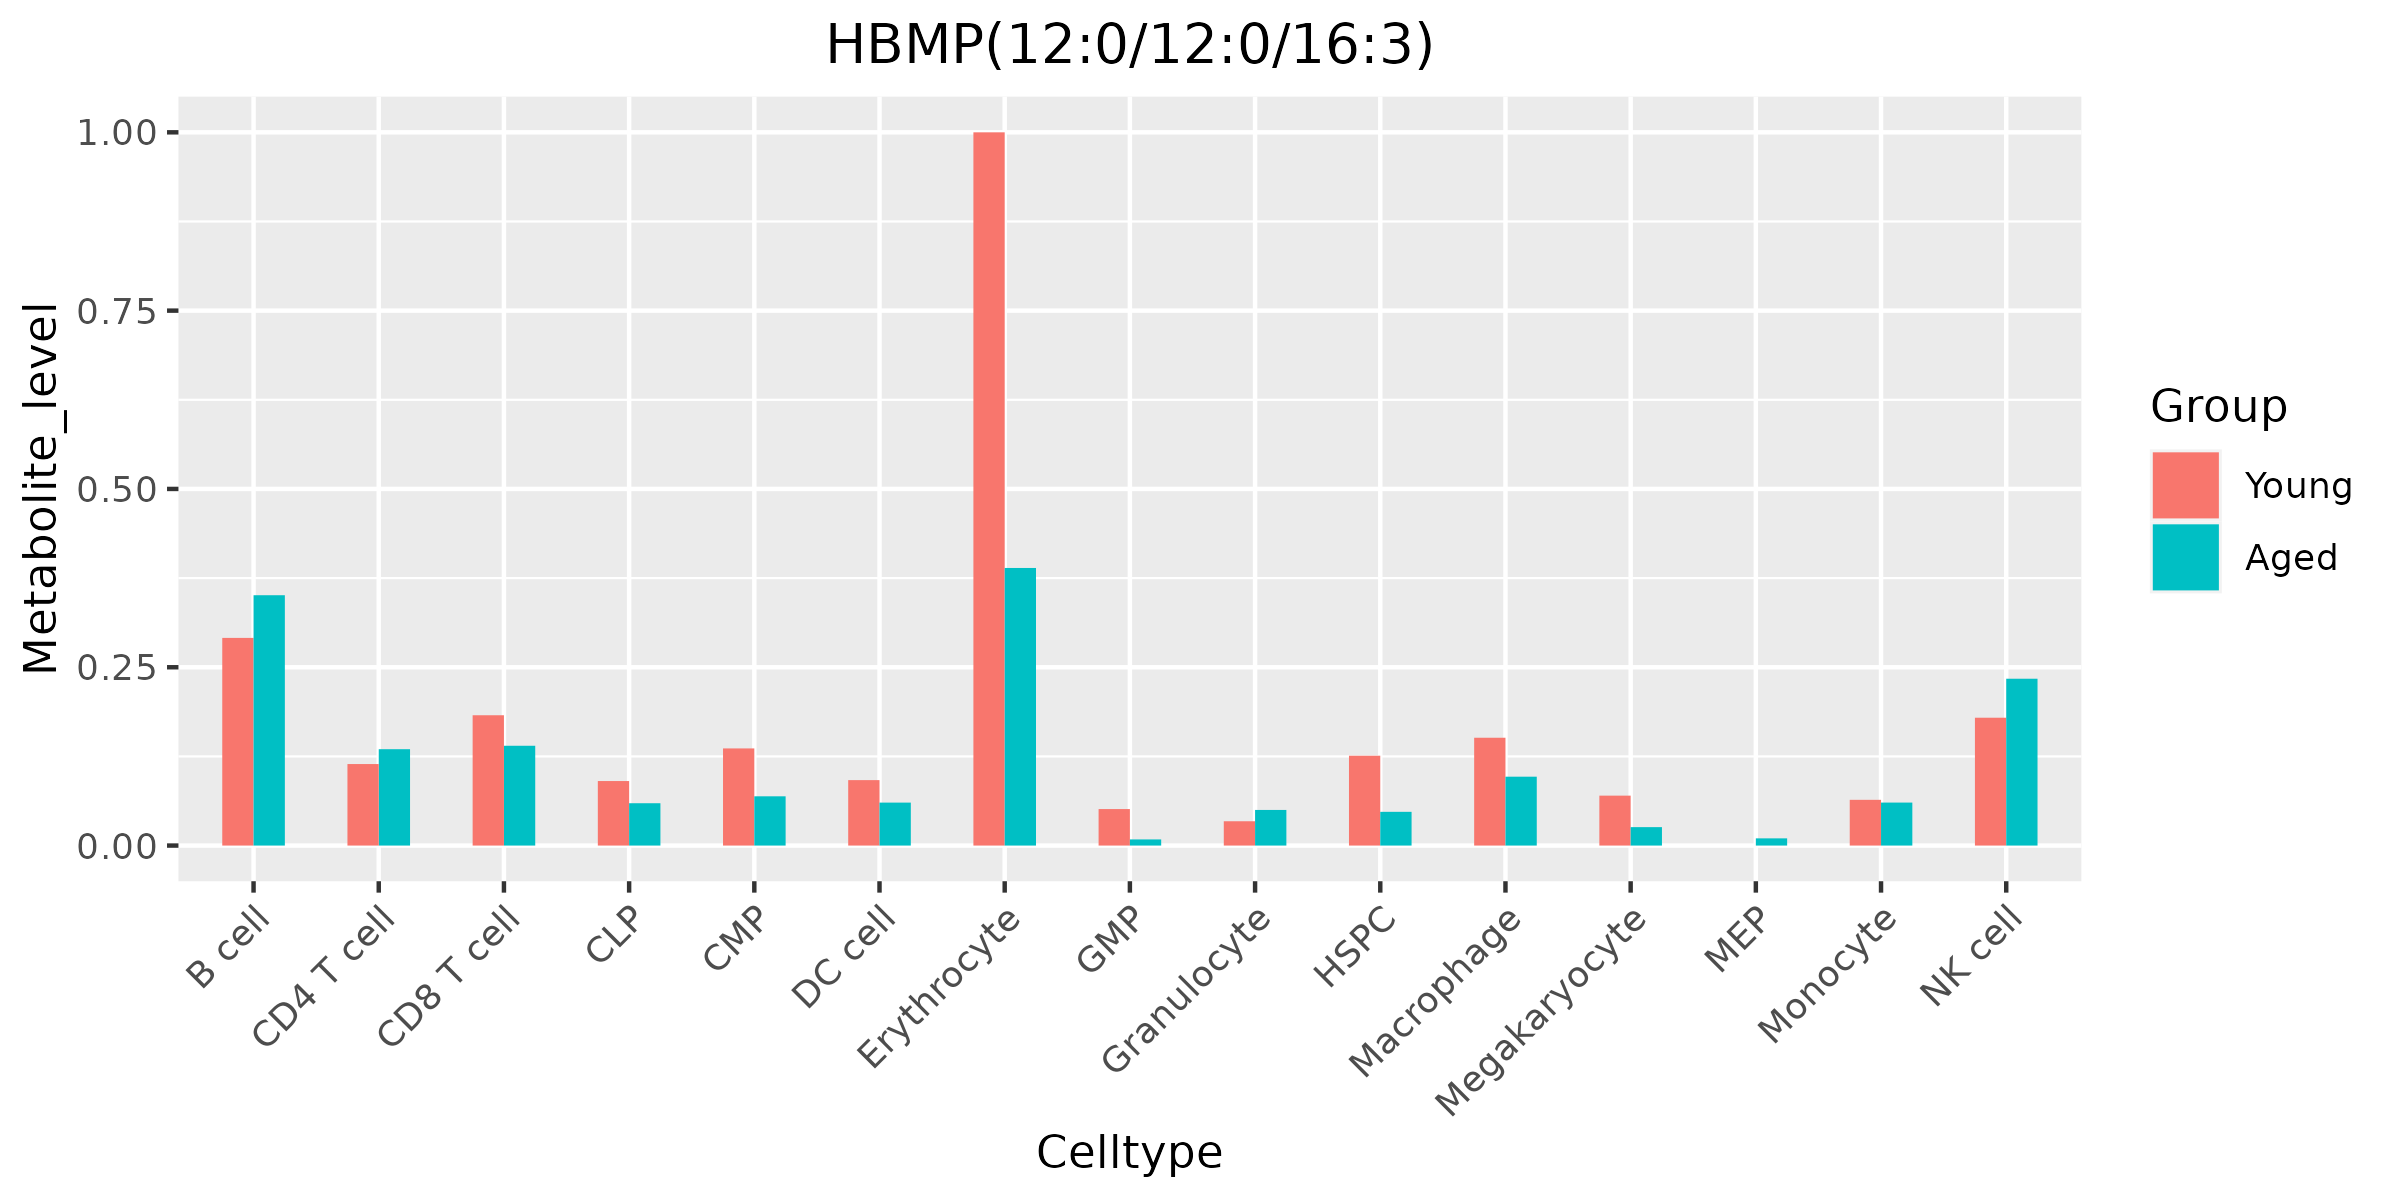 HBMP(12:0/12:0/16:3)
Metabolite_level
1.00
0.75
0.50
0.25
0.00
B cell
CD4 T cell
CD8 T cell
CLP
CMP
DC cell
Erythrocyte
GMP
Granulocyte
HSPC
Macrophage
Megakaryocyte
MEP
Monocyte
NK cell
Celltype
Group
Young
Aged